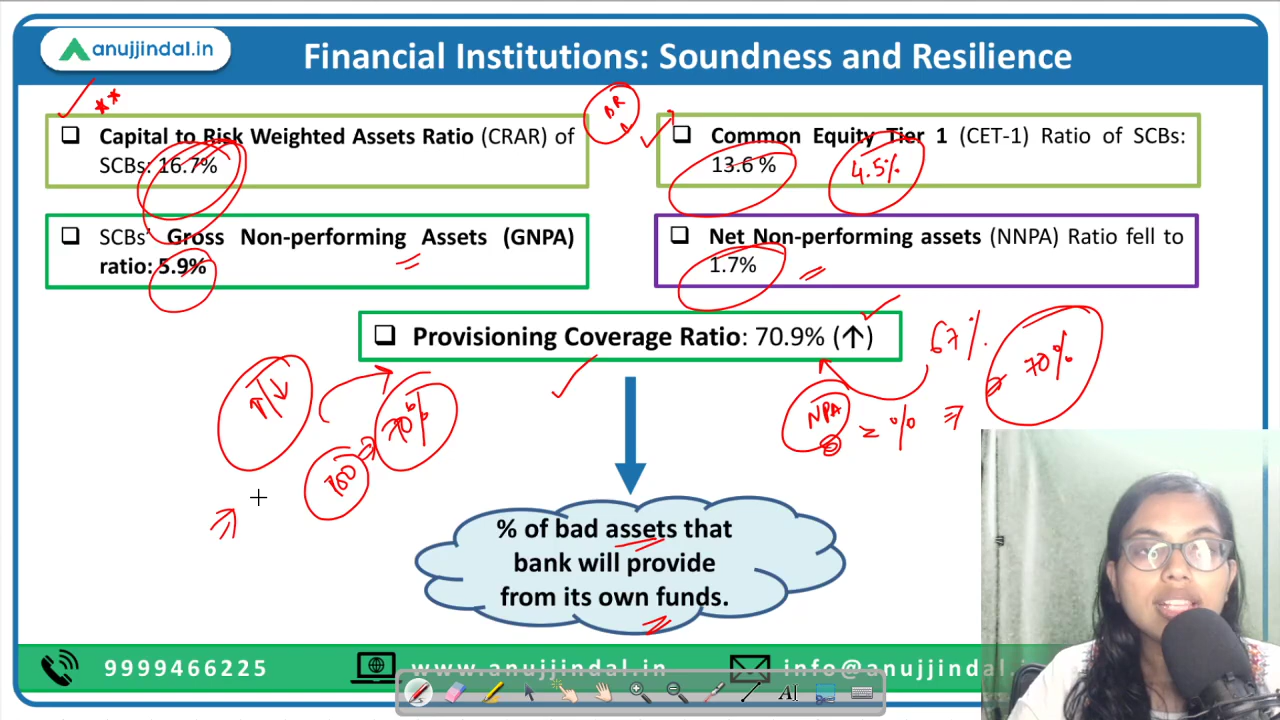 anujjindal.in
Financial Institutions: Soundness and Resilience
**
❑ Capital to Risk Weighted Assets Ratio (CRAR) of
SCBs: 16.7%
BR
❑ Common Equity Tier 1 (CET-1) Ratio of SCBs:
13.6 %
4.5%
❑ SCBs' Gross Non-performing Assets (GNPA)
ratio: 5.9%
❑ Net Non-performing assets (NNPA) Ratio fell to
1.7%
❑ Provisioning Coverage Ratio: 70.9% (↑)
67%.
70%
↑/↓
70%
NPA
= %
100
% of bad assets that
bank will provide
from its own funds.
9999466225
www.anujjindal.in
info@anujjindal.i
AI